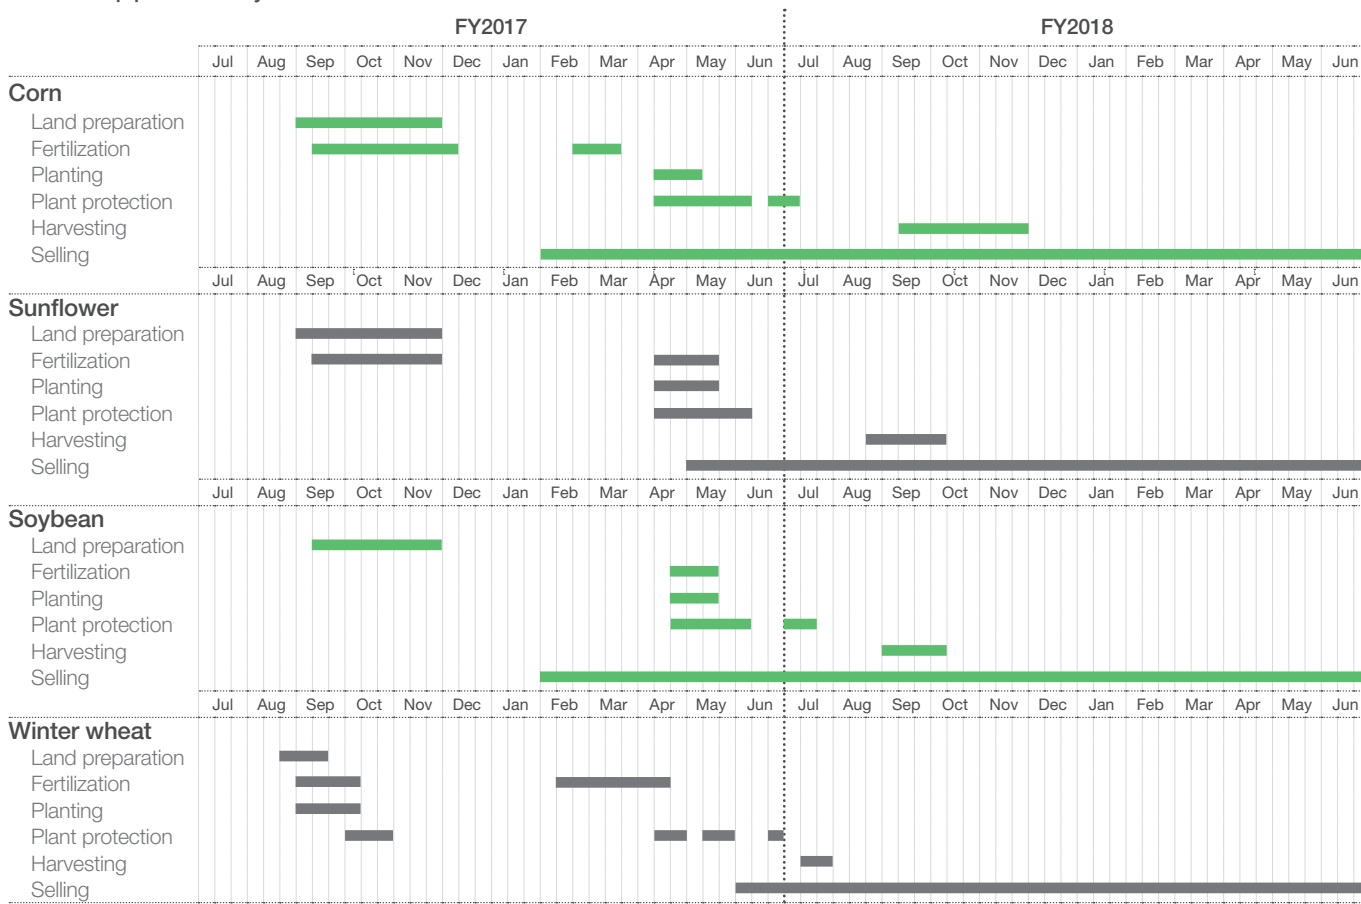 FY2017 FY2018
Jul Aug Sep Oct Nov Dec Jan Feb Mar Apr May Jun Jul Aug Sep Oct Nov Dec Jan Feb Mar Apr May Jun
Corn
Land preparation
Fertilization
Planting
Plant protection
Harvesting
Selling
Jul Aug Sep Oct Nov Dec Jan Feb Mar Apr May Jun Jul Aug Sep Oct Nov Dec Jan Feb Mar Apr May Jun
Sunflower
Land preparation
Fertilization
Planting
Plant protection
Harvesting
Selling
Jul Aug Sep Oct Nov Dec Jan Feb Mar Apr May Jun Jul Aug Sep Oct Nov Dec Jan Feb Mar Apr May Jun
Soybean
Land preparation
Fertilization
Planting
Plant protection
Harvesting
Selling
Jul Aug Sep Oct Nov Dec Jan Feb Mar Apr May Jun Jul Aug Sep Oct Nov Dec Jan Feb Mar Apr May Jun
Winter wheat
Land preparation
Fertilization
Planting
Plant protection
Harvesting
Selling